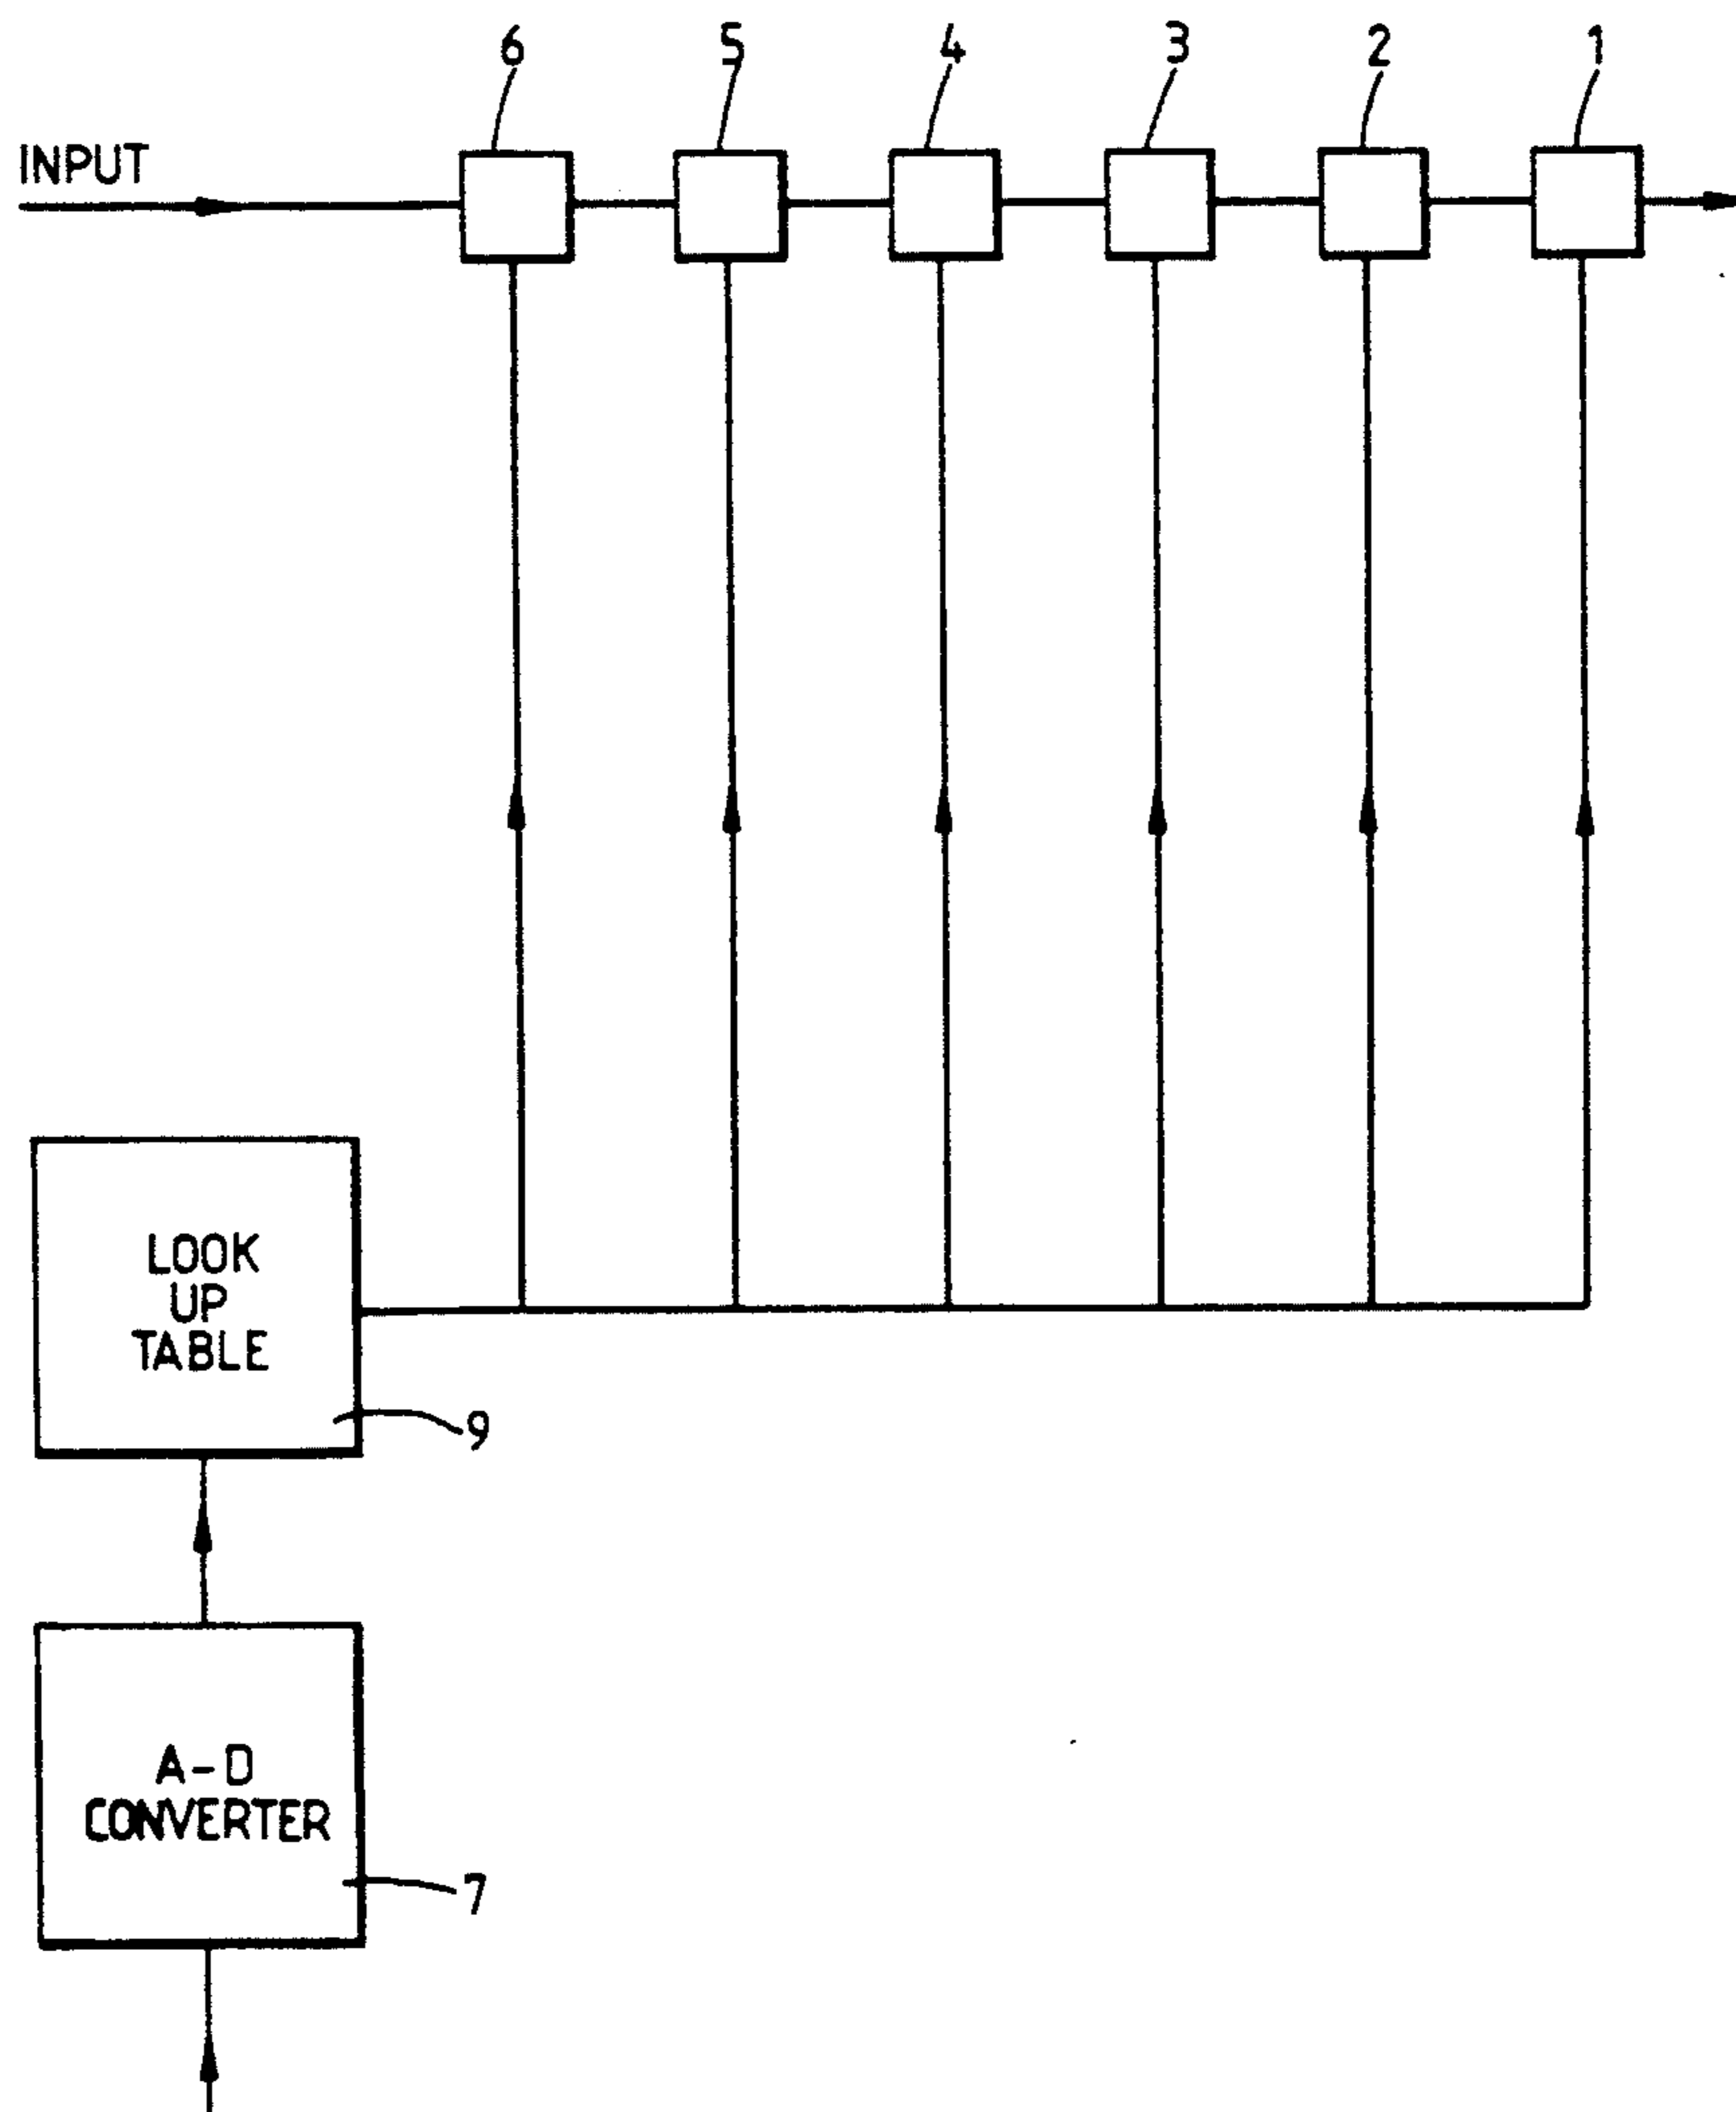 6 5 4 3 2 1
INPUT
LOOK
UP
TABLE
9
A-D
CONVERTER
7